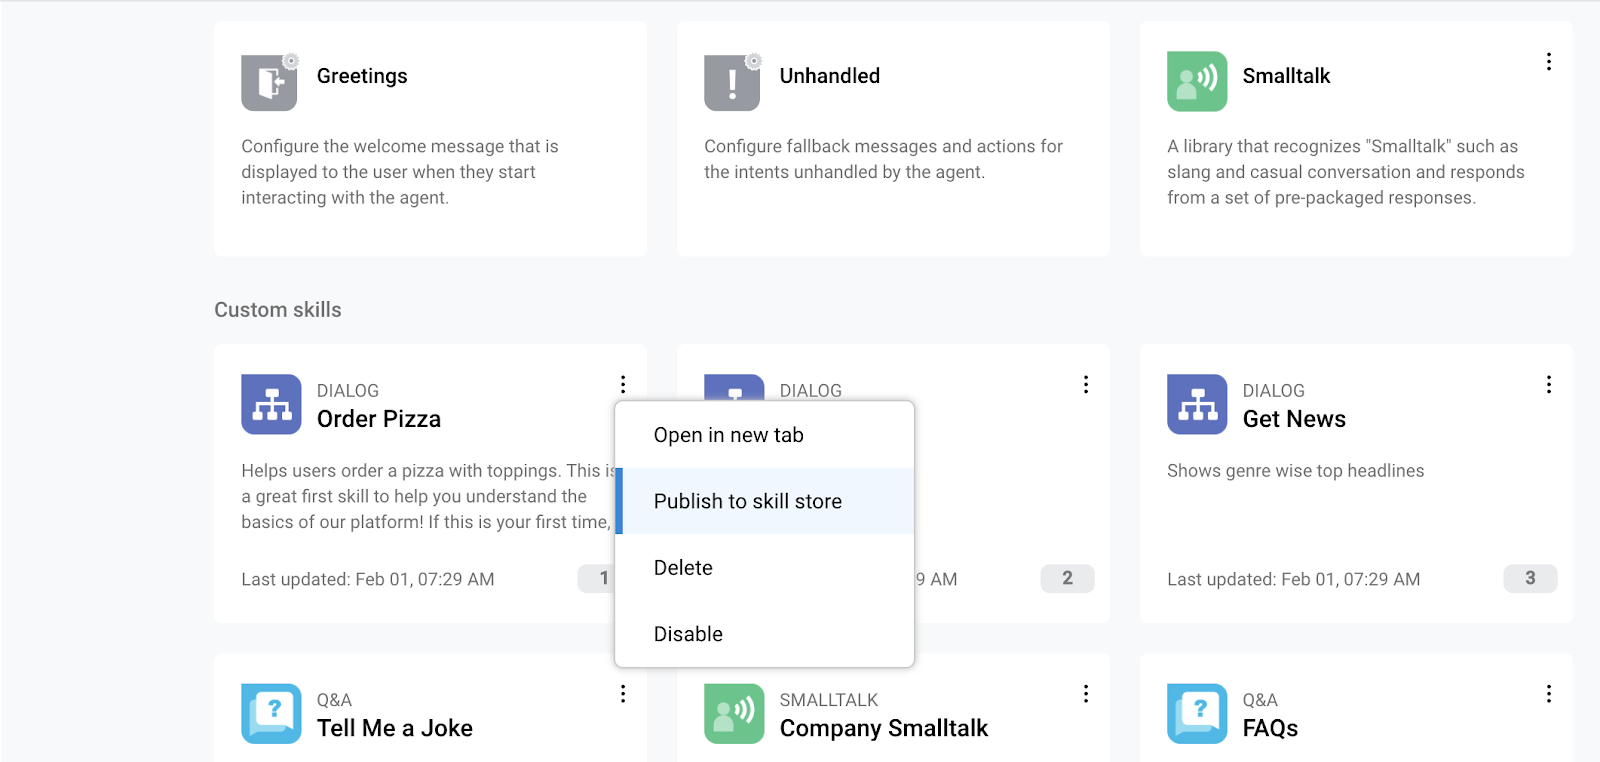 Greetings
Configure the welcome message that is
displayed to the user when they start
interacting with the agent.
Unhandled
Configure fallback messages and actions for
the intents unhandled by the agent.
Smalltalk
A library that recognizes "Smalltalk" such as
slang and casual conversation and responds
from a set of pre-packaged responses.
Custom skills
DIALOG
Order Pizza
Helps users order a pizza with toppings. This is
a great first skill to help you understand the
basics of our platform! If this is your first time,
Last updated: Feb 01, 07:29 AM
1
Open in new tab
Publish to skill store
Delete
Disable
DIALOG
9 AM
2
DIALOG
Get News
Shows genre wise top headlines
Last updated: Feb 01, 07:29 AM
3
Q&A
Tell Me a Joke
SMALLTALK
Company Smalltalk
Q&A
FAQs